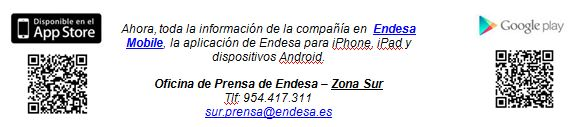 Disponible en el
App Store
Ahora, toda la información de la compañía en Endesa
Mobile, la aplicación de Endesa para iPhone, iPad y
dispositivos Android.
Oficina de Prensa de Endesa – Zona Sur
Tlf: 954.417.311
sur.prensa@endesa.es
Google play